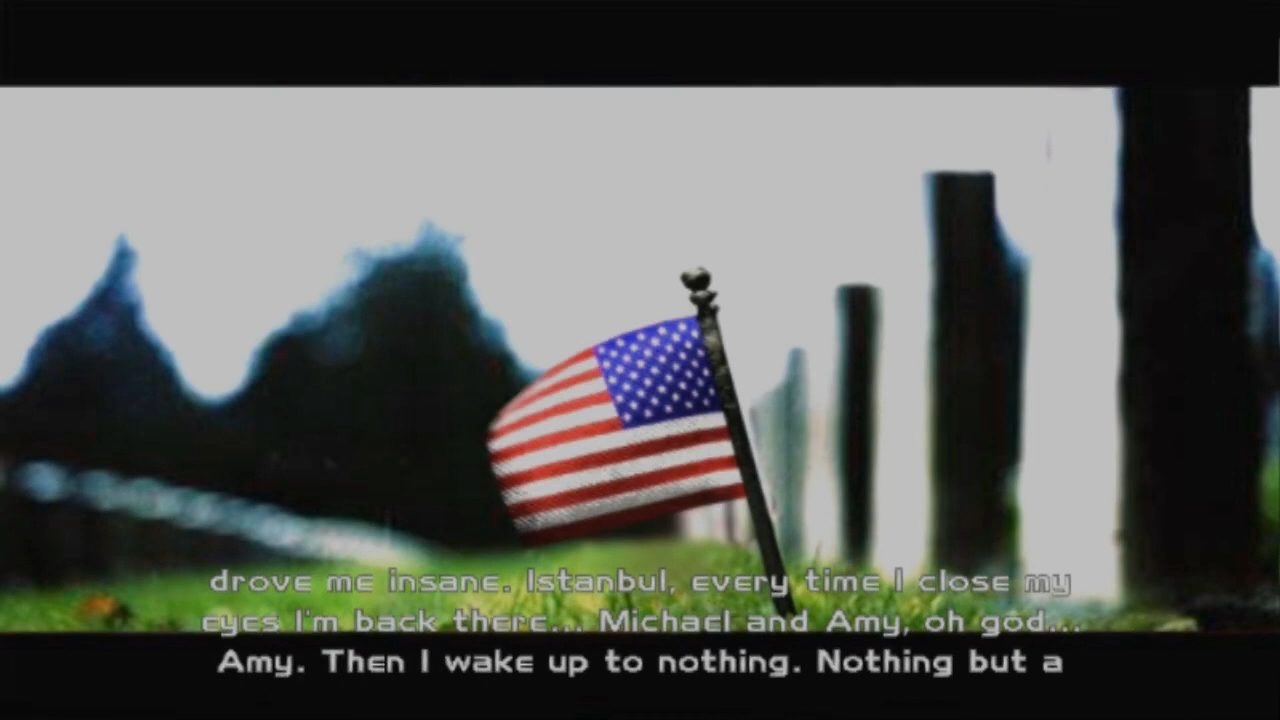 drove me insane. Istanbul, every time I close my
eyes I'm back there... Michael and Amy, oh god...
Amy. Then I wake up to nothing. Nothing but a